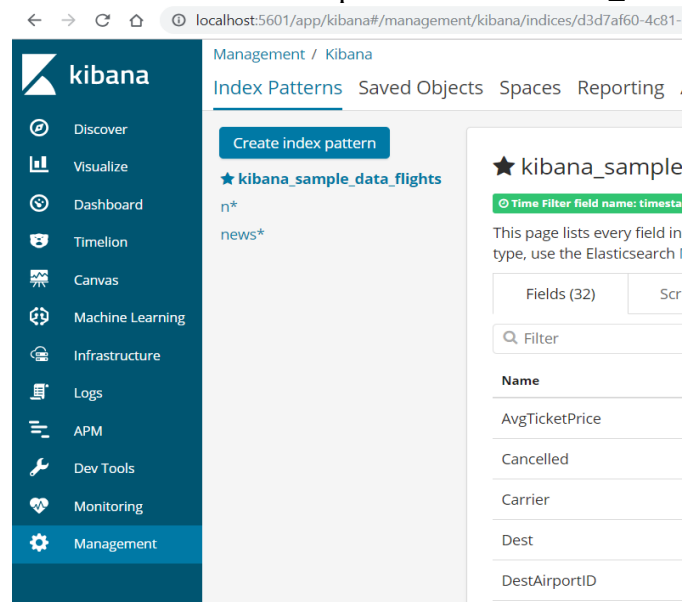 localhost:5601/app/kibana#/management/kibana/indices/d3d7af60-4c81-
kibana
Discover
Visualize
Dashboard
Timelion
Canvas
Machine Learning
Infrastructure
Logs
APM
Dev Tools
Monitoring
Management
Management / Kibana
Index Patterns Saved Objects Spaces Reporting
Create index pattern
★ kibana_sample_data_flights
n*
news*
★ kibana_sample
Time Filter field name: timesta
This page lists every field in
type, use the Elasticsearch
Fields (32) Scr
Filter
Name
AvgTicketPrice
Cancelled
Carrier
Dest
DestAirportID